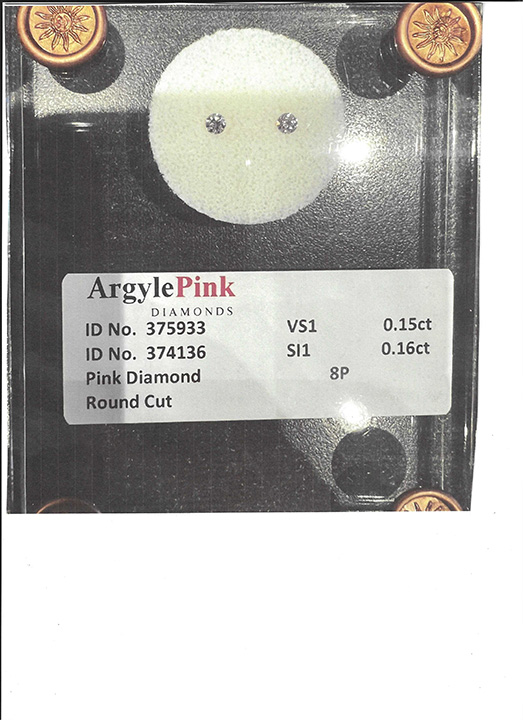 ArgylePink
DIAMONDS
ID No. 375933 VS1 0.15ct
ID No. 374136 SI1 0.16ct
Pink Diamond 8P
Round Cut